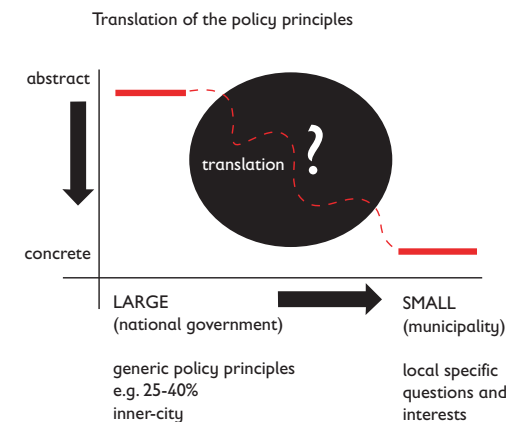 Translation of the policy principles
abstract
translation
?
concrete
LARGE
(national government)
SMALL
(municipality)
generic policy principles
e.g. 25-40%
inner-city
local specific
questions and
interests